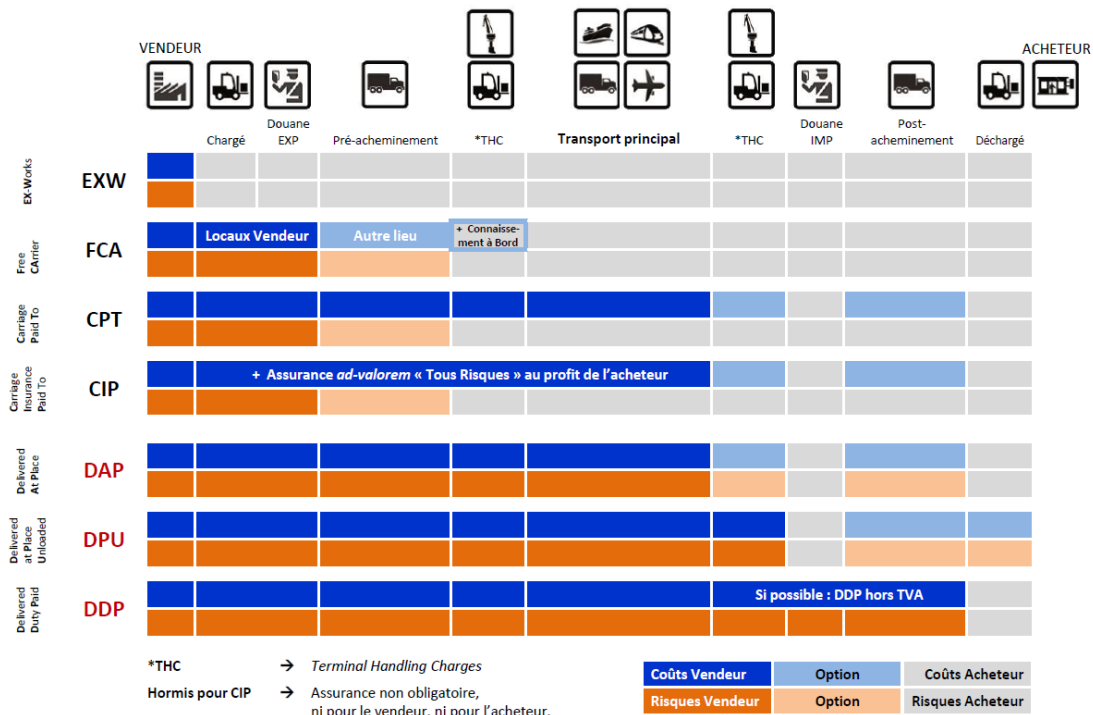 VENDEUR
ACHETEUR
Chargé
Douane
EXP
Pré-acheminement
*THC
Transport principal
*THC
Douane
IMP
Post-
acheminement
Déchargé
EX-Works
EXW
Free
CArrier
FCA
Locaux Vendeur
Autre lieu
+ Connaisse-
ment à Bord
Carriage
Paid To
CPT
Carriage
Insurance
Paid To
CIP
+ Assurance ad-valorem « Tous Risques » au profit de l’acheteur
Delivered
At Place
DAP
Delivered
at Place
Unloaded
DPU
Delivered
Duty Paid
DDP
Si possible : DDP hors TVA
*THC → Terminal Handling Charges
Hormis pour CIP → Assurance non obligatoire,
ni pour le vendeur, ni pour l’acheteur.
Coûts Vendeur Option Coûts Acheteur
Risques Vendeur Option Risques Acheteur